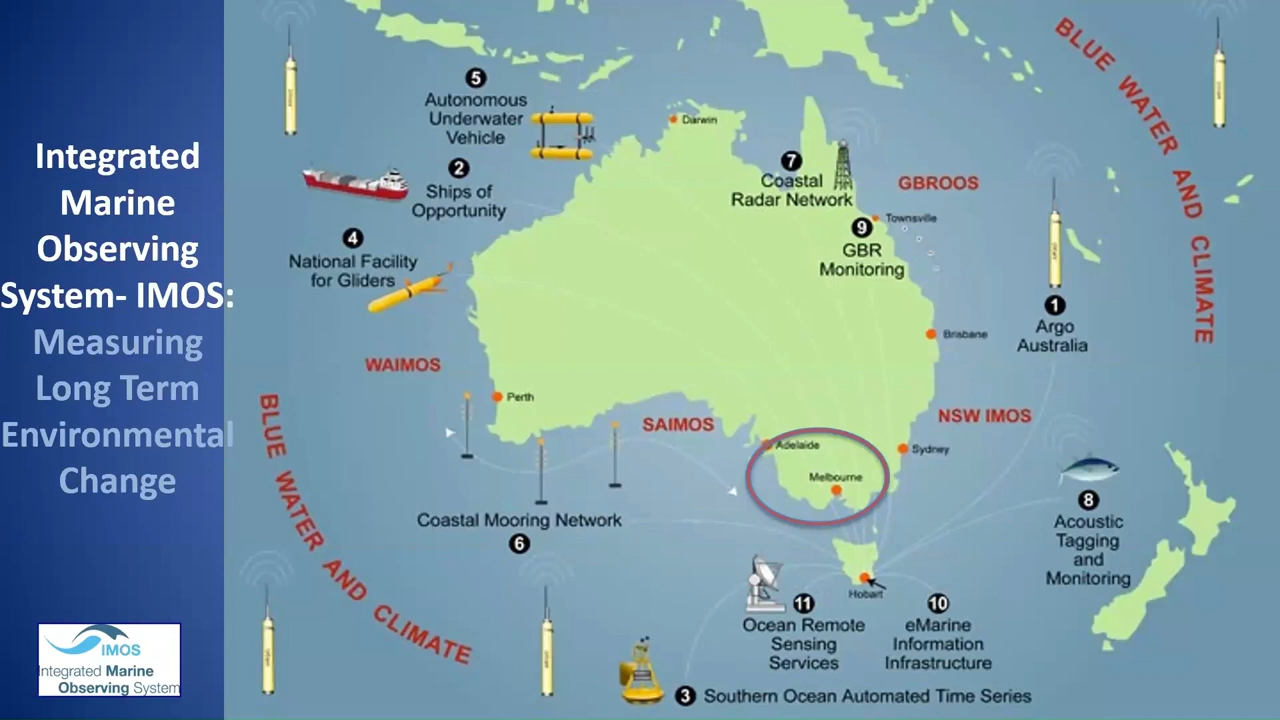 Integrated
Marine
Observing
System- IMOS:
Measuring
Long Term
Environmental
Change
IMOS
Integrated Marine
Observing System
5
Autonomous
Underwater
Vehicle
2
Ships of
Opportunity
4
National Facility
for Gliders
WAIMOS
Perth
BLUE WATER AND CLIMATE
Coastal Mooring Network
6
SAIMOS
Darwin
7
Coastal
Radar Network
GBROOS
Townsville
9
GBR
Monitoring
BLUE WATER AND CLIMATE
1
Argo
Australia
Brisbane
NSW IMOS
Sydney
Adelaide
Melbourne
8
Acoustic
Tagging
and
Monitoring
Hobart
11
Ocean Remote
Sensing
Services
10
eMarine
Information
Infrastructure
3 Southern Ocean Automated Time Series